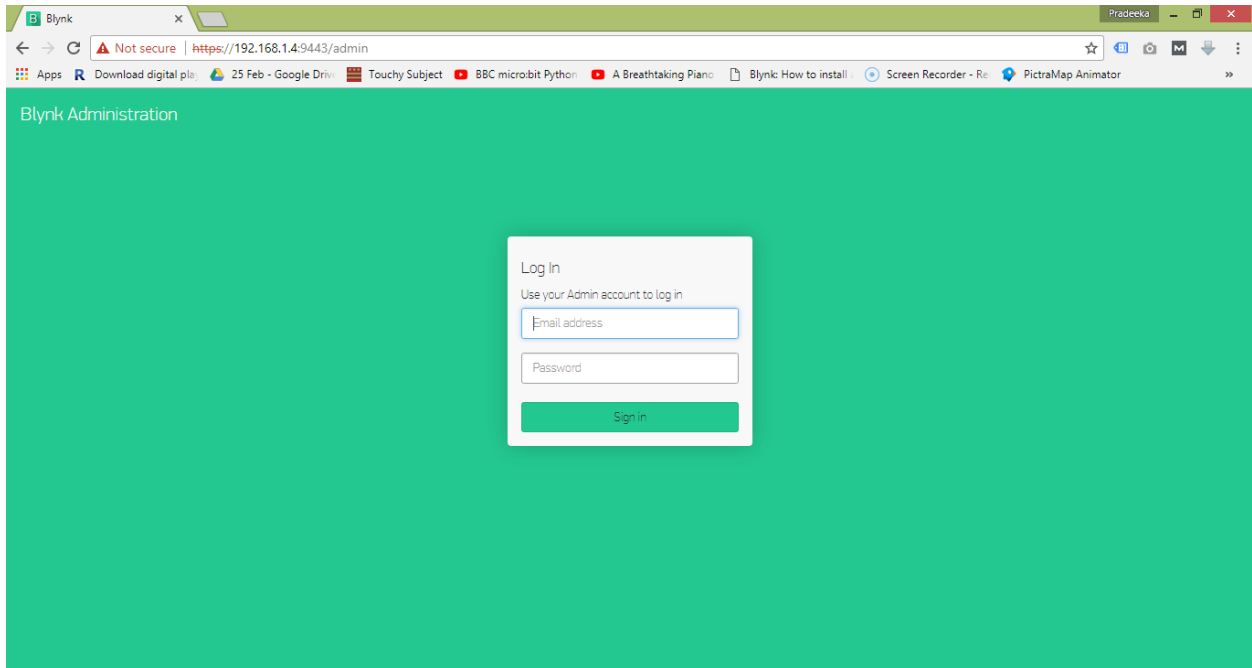 Blynk
Pradeeka
Not secure | https://192.168.1.4:9443/admin
Apps Download digital pla 25 Feb - Google Driv Touchy Subject BBC micro:bit Python A Breathtaking Piano Blynk: How to install Screen Recorder - Re PictraMap Animator »
Blynk Administration
Log In
Use your Admin account to log in
Email address
Password
Sign in